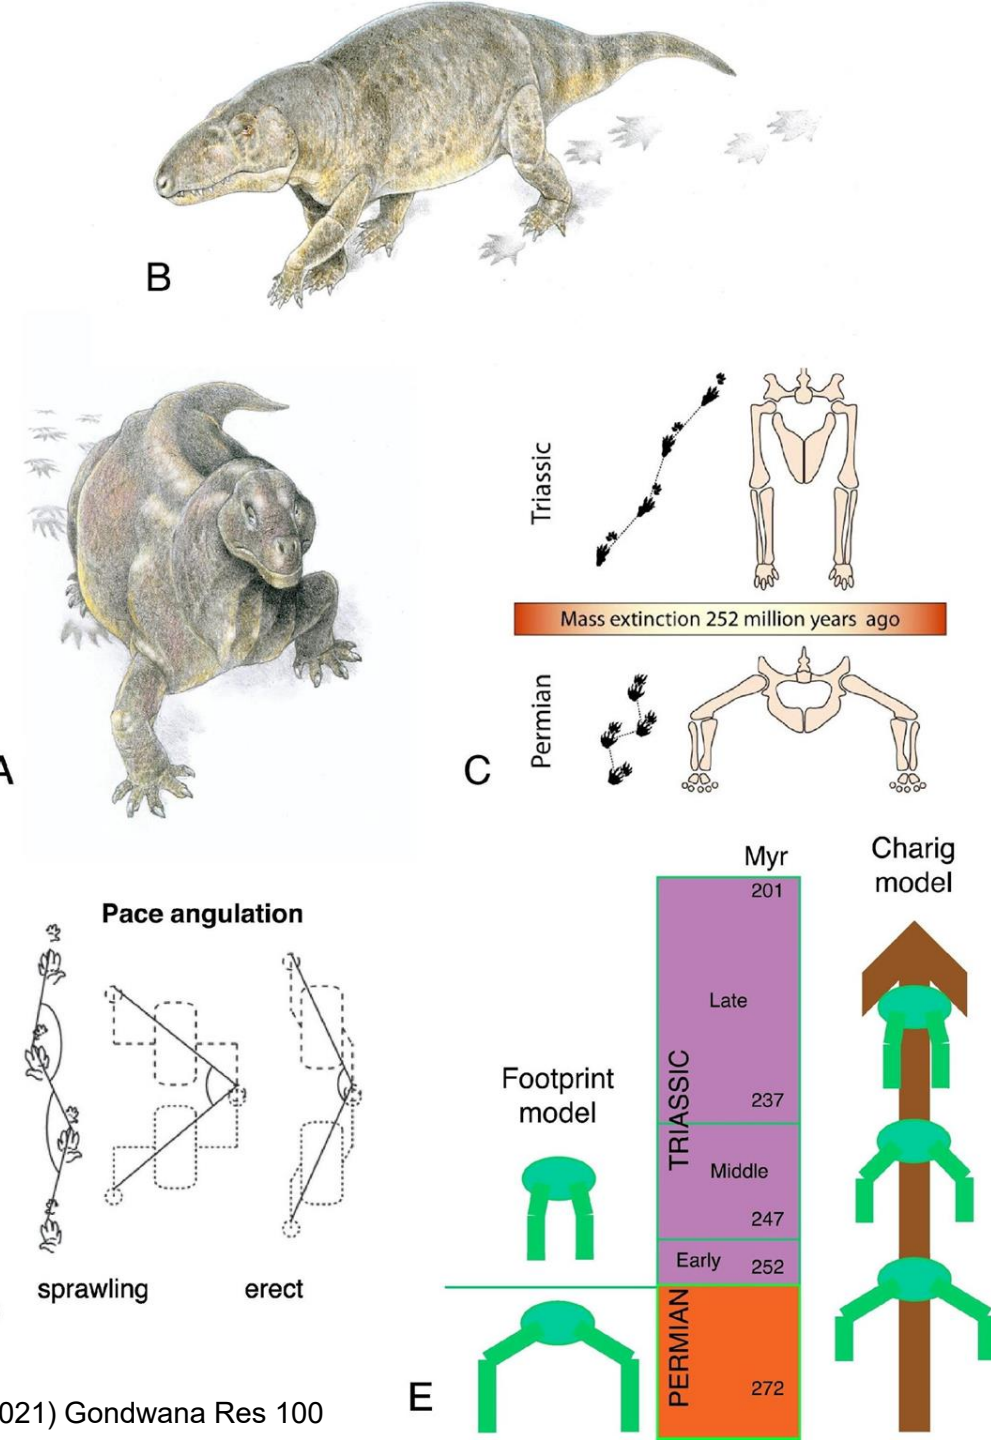 B
Triassic
Mass extinction 252 million years ago
Permian
A
C
Pace angulation
sprawling
erect
Myr
Charig
model
201
Late
237
TRIASSIC
Middle
247
Early
252
PERMIAN
272
Footprint
model
E
021) Gondwana Res 100